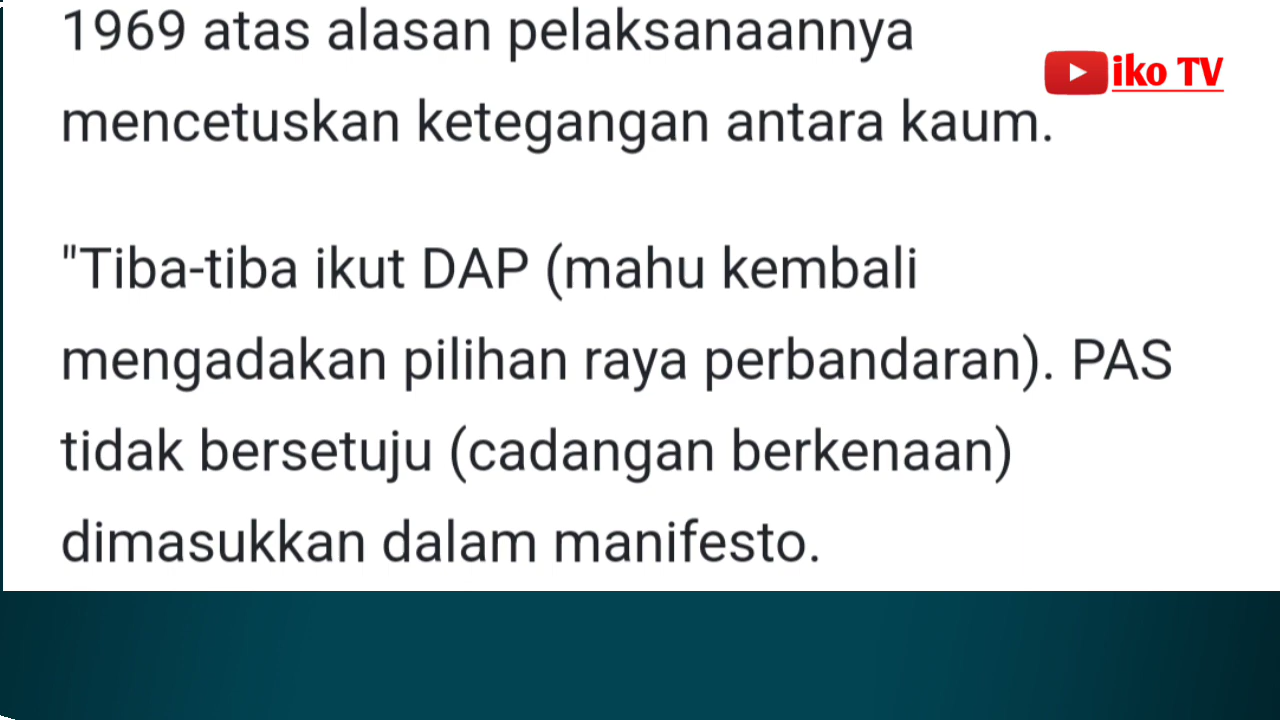 1969 atas alasan pelaksanaannya
iko TV
mencetuskan ketegangan antara kaum.
"Tiba-tiba ikut DAP (mahu kembali
mengadakan pilihan raya perbandaran). PAS
tidak bersetuju (cadangan berkenaan)
dimasukkan dalam manifesto.